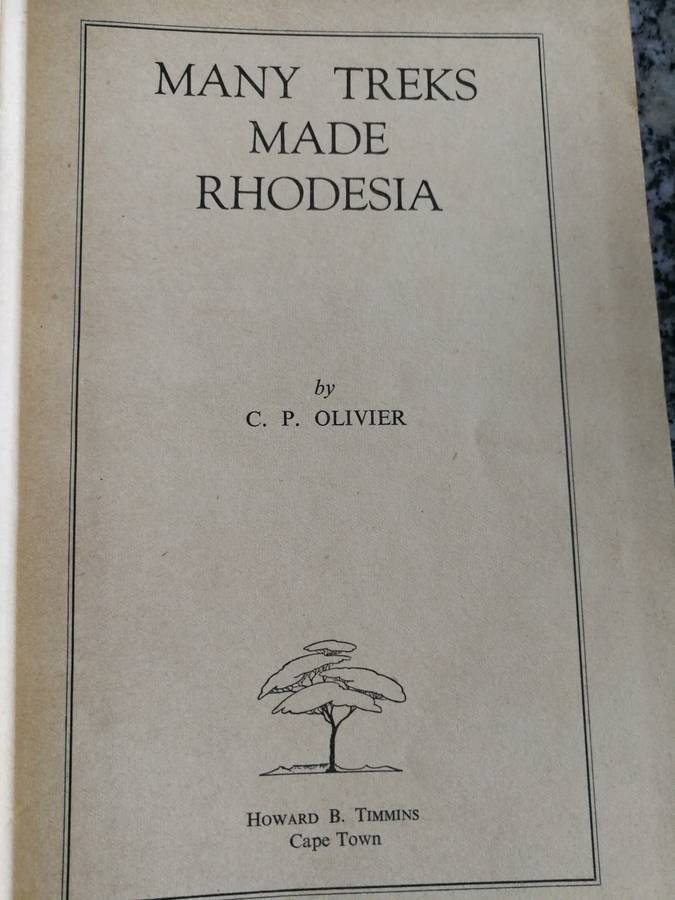 MANY TREKS
MADE
RHODESIA
by
C. P. OLIVIER
HOWARD B. TIMMINS
Cape Town